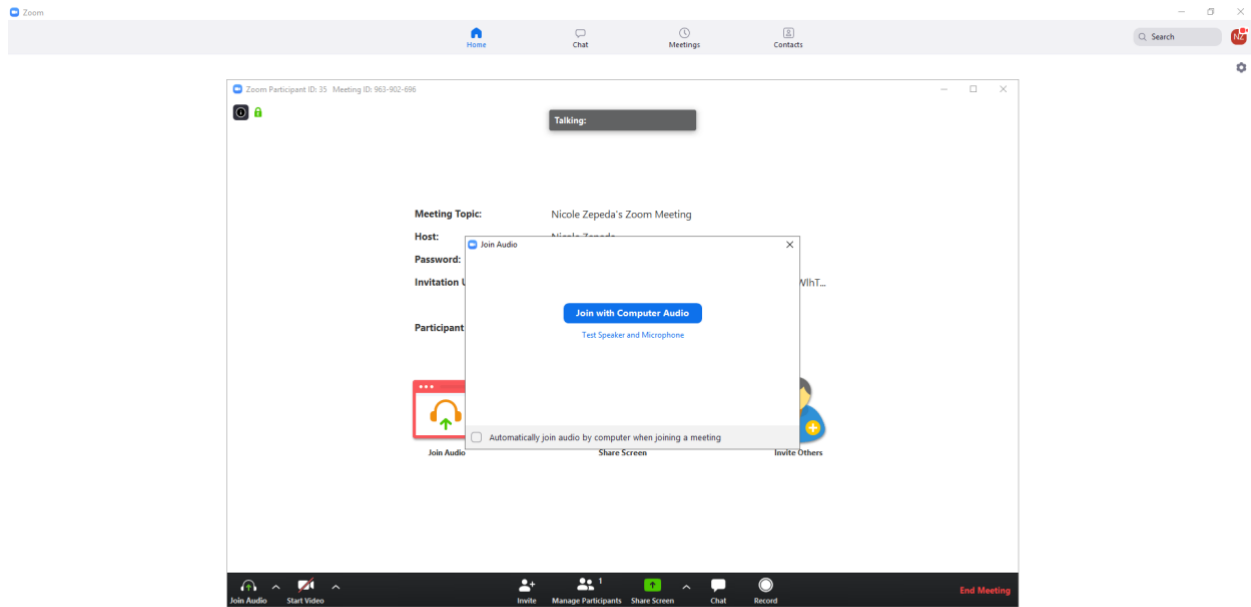 Zoom
Home
Chat
Meetings
Contacts
Search
NZ
Zoom Participant ID: 35 Meeting ID: 963-902-696
Talking:
Meeting Topic: Nicole Zepeda's Zoom Meeting
Host:
Join Audio
Password:
Invitation
WlhT...
Join with Computer Audio
Participant
Test Speaker and Microphone
Automatically join audio by computer when joining a meeting
Join Audio
Share Screen
Invite Others
1
Join Audio
Start Video
Invite
Manage Participants
Share Screen
Chat
Record
End Meeting